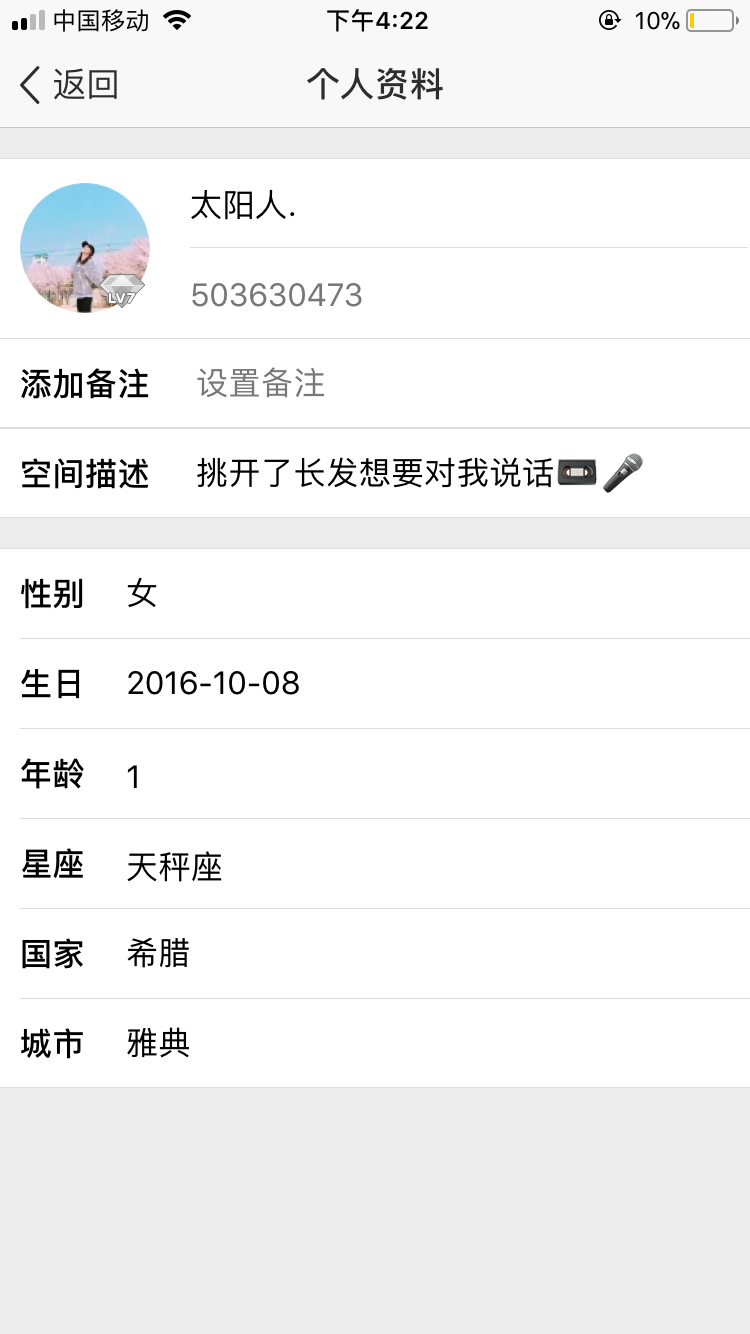 中国移动 下午4:22 10%
返回 个人资料
太阳人.
LV7
503630473
添加备注 设置备注
空间描述 挑开了长发想要对我说话📼🎤
性别 女
生日 2016-10-08
年龄 1
星座 天秤座
国家 希腊
城市 雅典